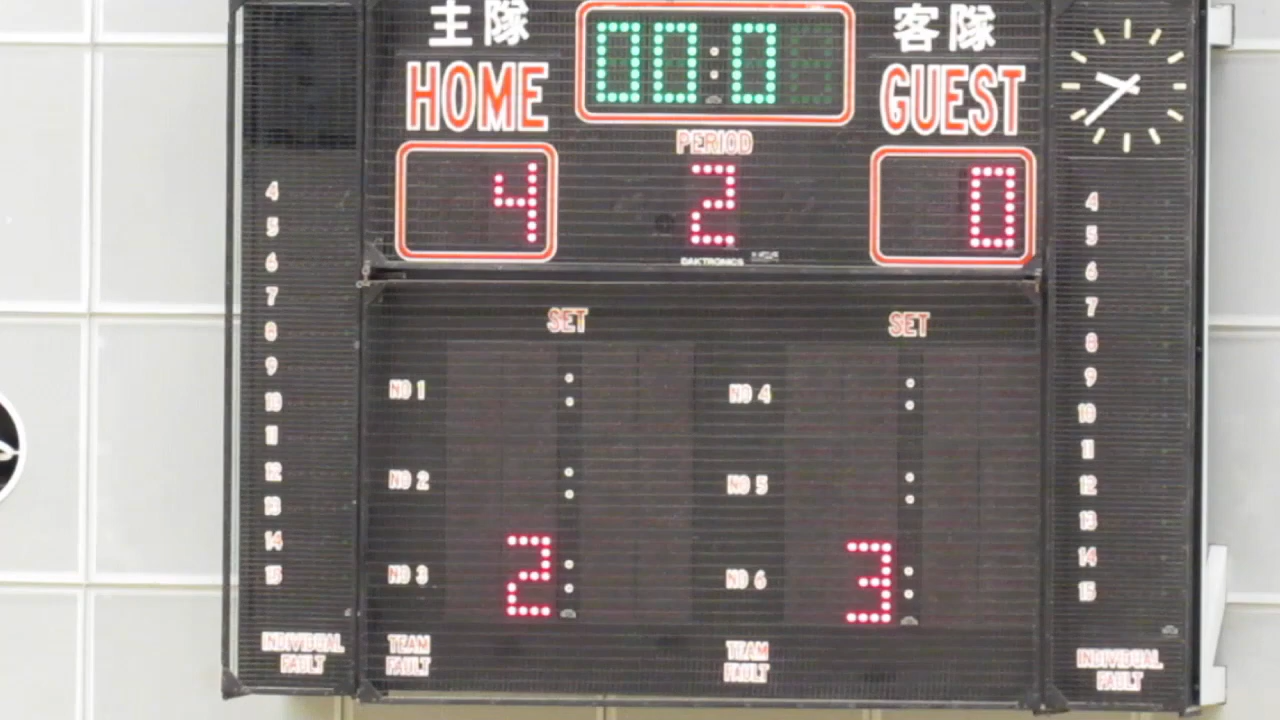 主隊
00:0
客隊
HOME
GUEST
PERIOD
4
2
0
DAKTRONICS
SET
SET
NO 1
NO 4
NO 2
NO 5
2
3
NO 3
NO 6
TEAM
FAULT
TEAM
FAULT
4
5
6
7
8
9
10
11
12
13
14
15
INDIVIDUAL
FAULT
4
5
6
7
8
9
10
11
12
13
14
15
INDIVIDUAL
FAULT